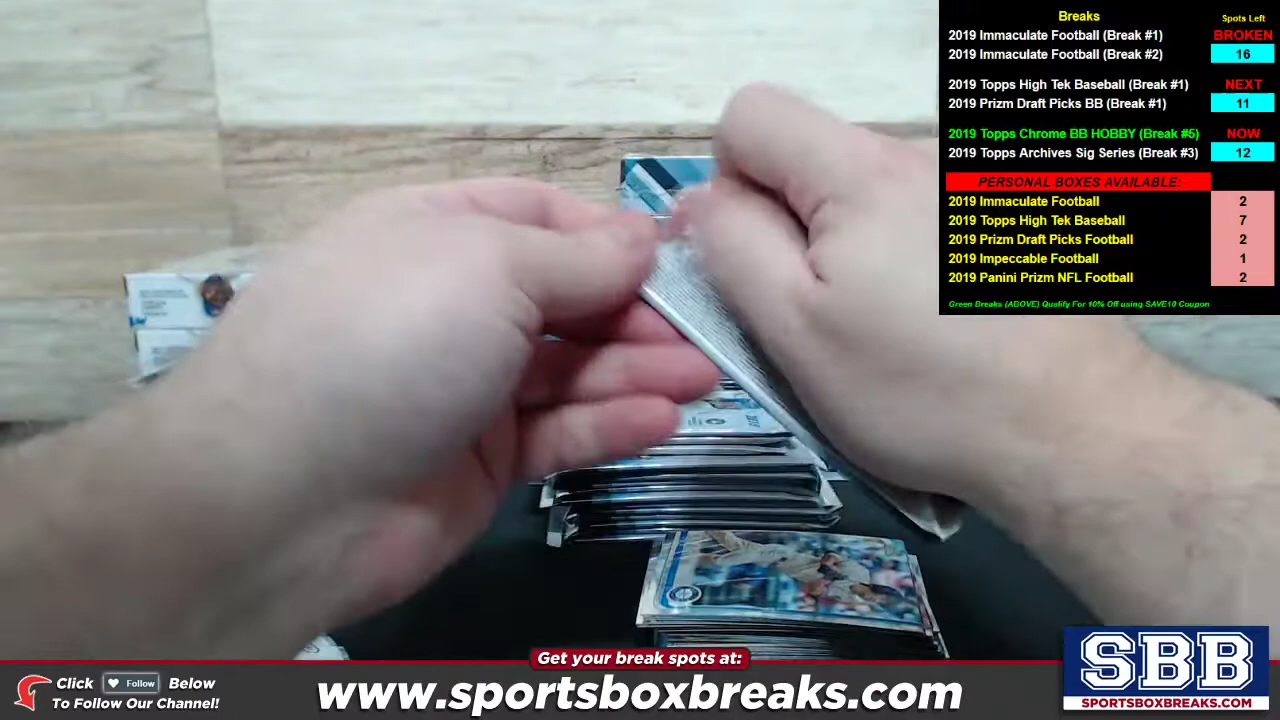 Breaks
Spots Left
2019 Immaculate Football (Break #1) BROKEN
2019 Immaculate Football (Break #2) 16
2019 Topps High Tek Baseball (Break #1) NEXT
2019 Prizm Draft Picks BB (Break #1) 11
2019 Topps Chrome BB HOBBY (Break #5) NOW
2019 Topps Archives Sig Series (Break #3) 12
PERSONAL BOXES AVAILABLE:
2019 Immaculate Football 2
2019 Topps High Tek Baseball 7
2019 Prizm Draft Picks Football 2
2019 Impeccable Football 1
2019 Panini Prizm NFL Football 2
Green Breaks (ABOVE) Qualify For 10% Off using SAVE10 Coupon
Get your break spots at:
Click Follow Below
To Follow Our Channel!
www.sportsboxbreaks.com
SBB
SPORTSBOXBREAKS.COM